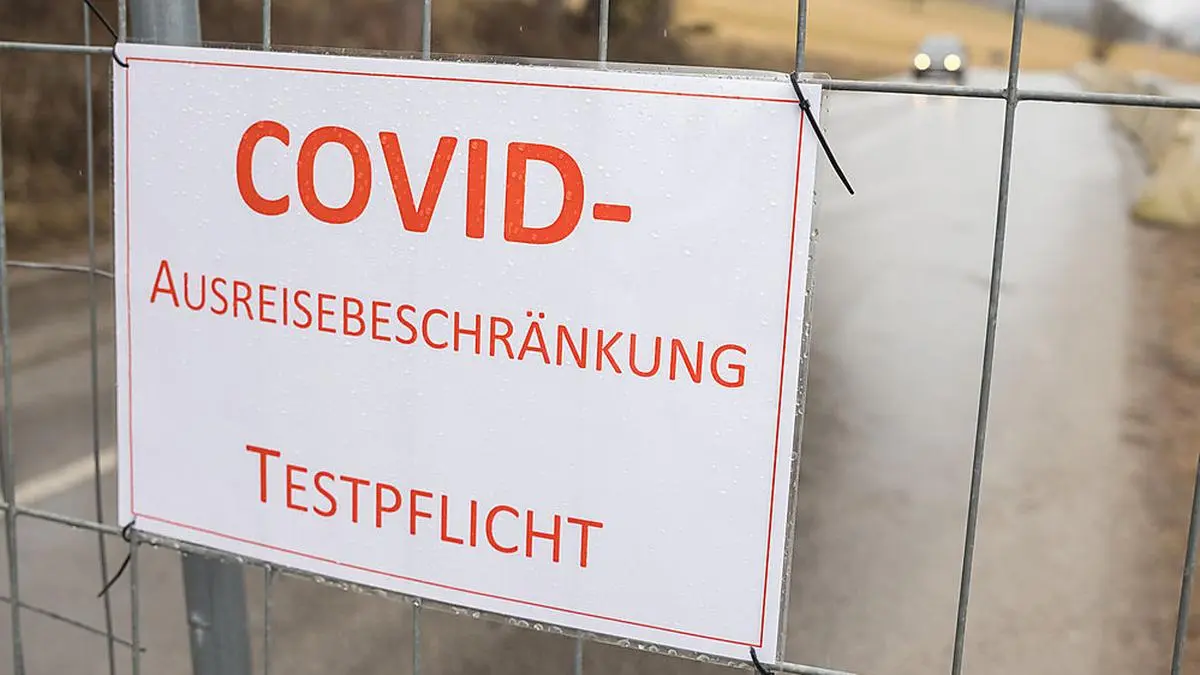 COVID-
AUSREISEBESCHRÄNKUNG
TESTPFLICHT